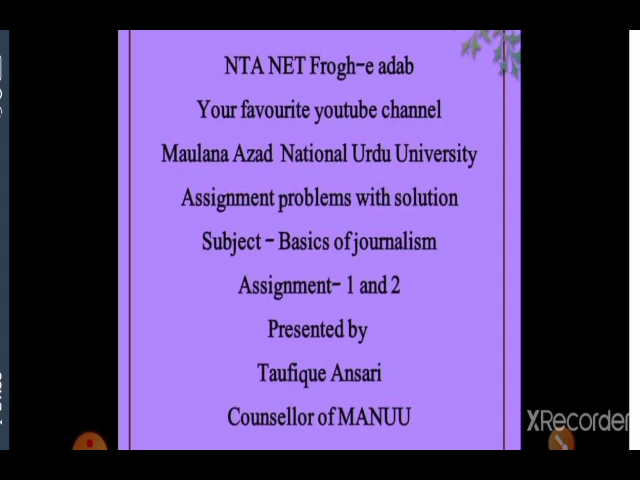 NTA NET Frogh-e adab
Your favourite youtube channel
Maulana Azad National Urdu University
Assignment problems with solution
Subject - Basics of journalism
Assignment- 1 and 2
Presented by
Taufique Ansari
Counsellor of MANUU
XRecorder